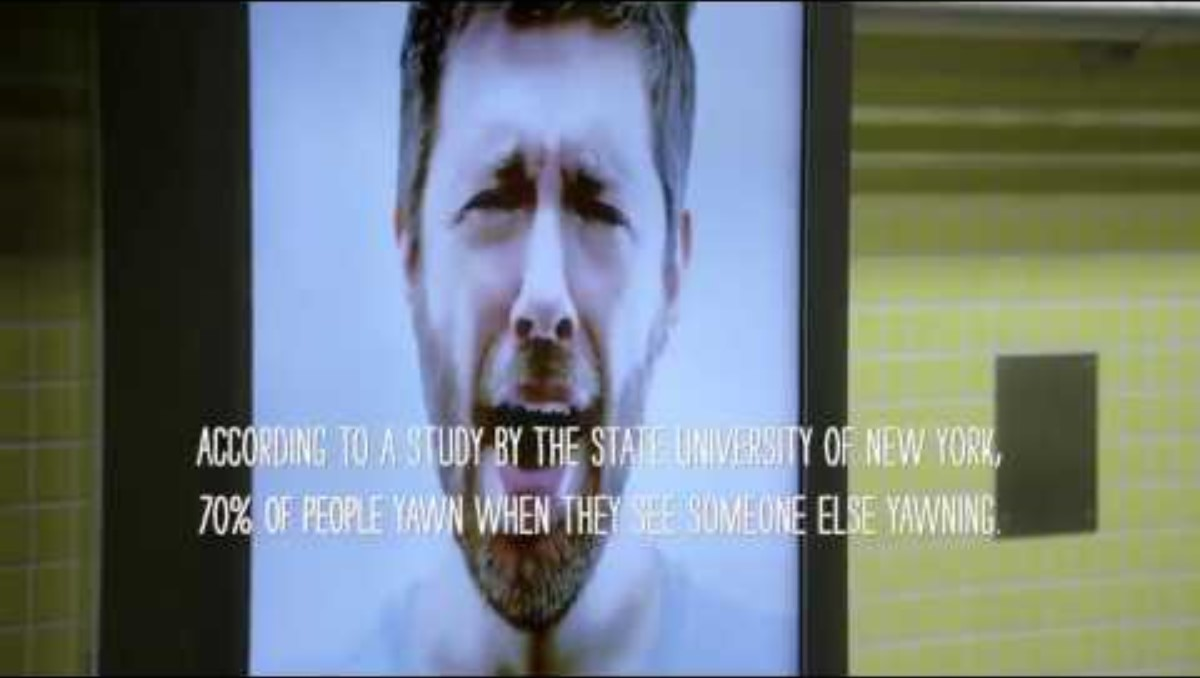 ACCORDING TO A STUDY BY THE STATE UNIVERSITY OF NEW YORK,
70% OF PEOPLE YAWN WHEN THEY SEE SOMEONE ELSE YAWNING.